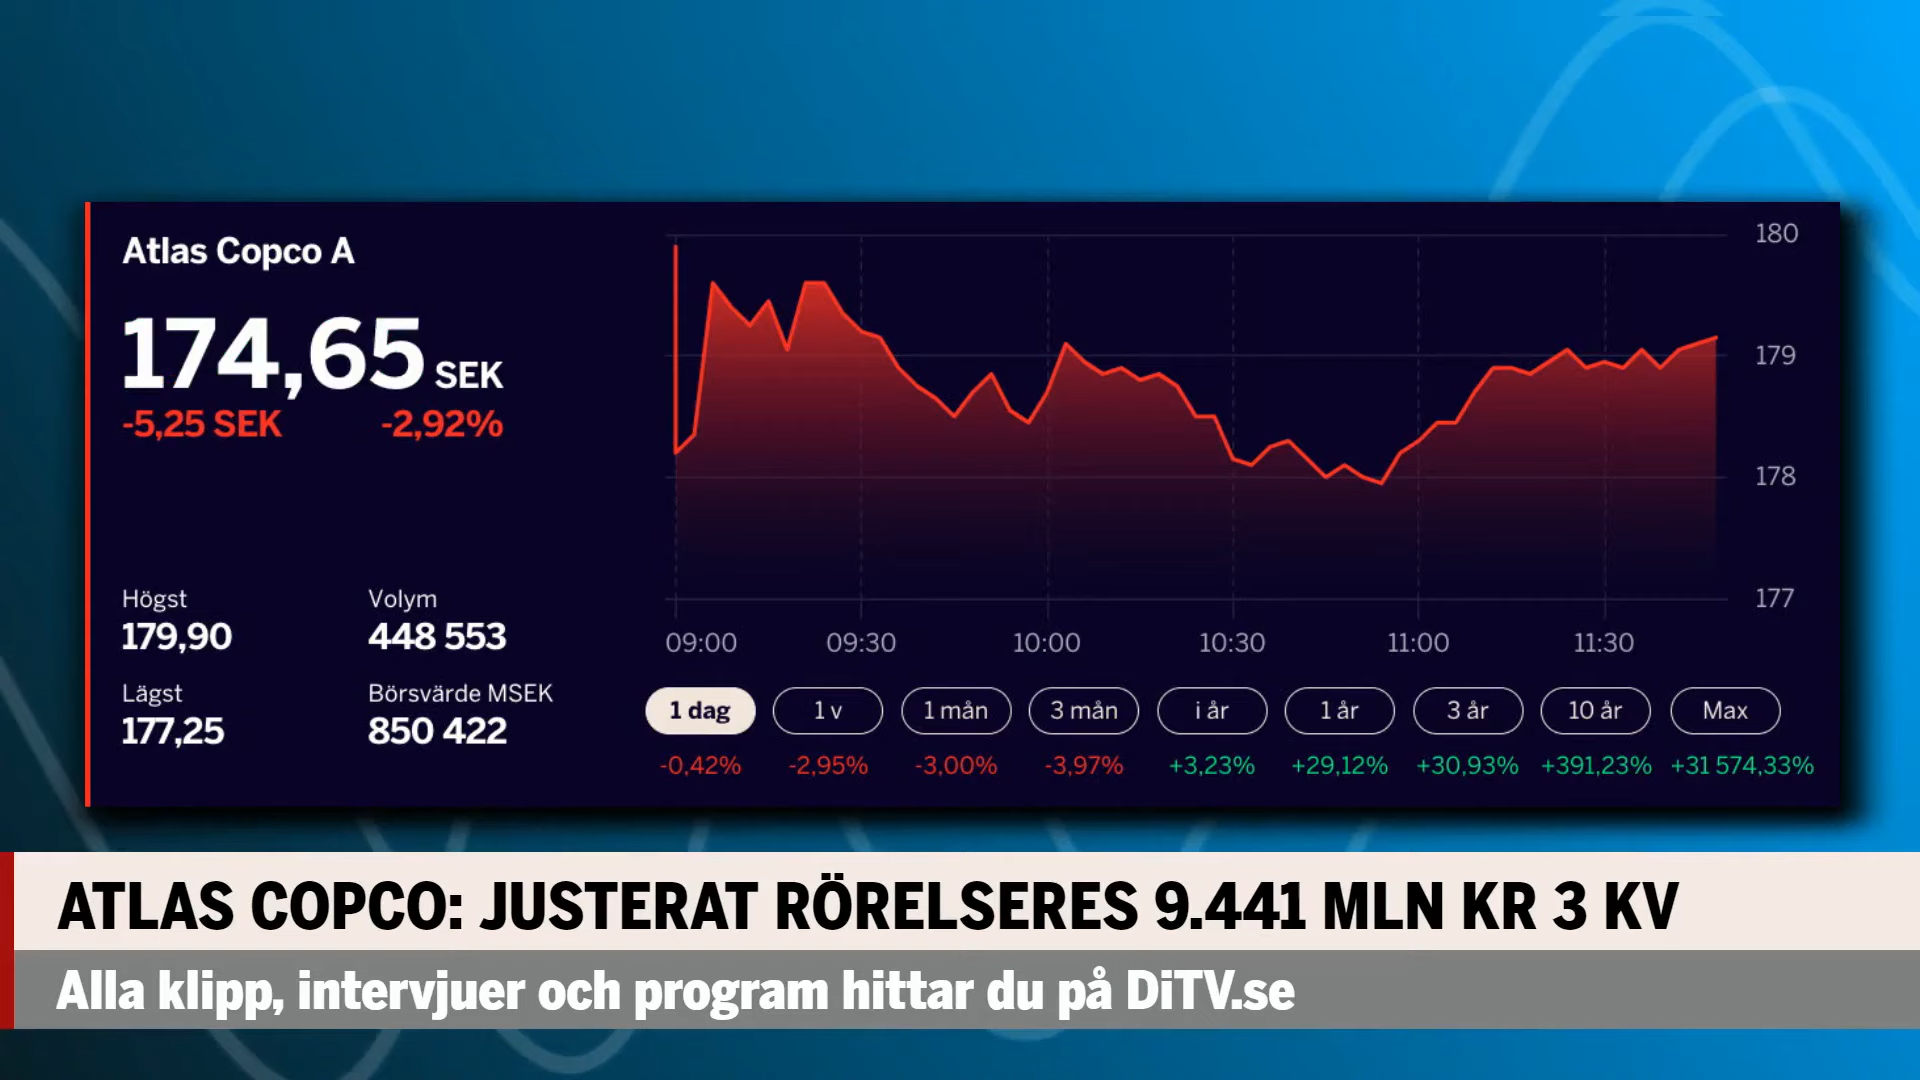 Atlas Copco A
174,65 SEK
-5,25 SEK -2,92%
Högst Volym
179,90 448 553
Lägst Börsvärde MSEK
177,25 850 422
180
179
178
177
09:00 09:30 10:00 10:30 11:00 11:30
1 dag 1 v 1 mån 3 mån i år 1 år 3 år 10 år Max
-0,42% -2,95% -3,00% -3,97% +3,23% +29,12% +30,93% +391,23% +31 574,33%
ATLAS COPCO: JUSTERAT RÖRELSERES 9.441 MLN KR 3 KV
Alla klipp, intervjuer och program hittar du på DiTV.se